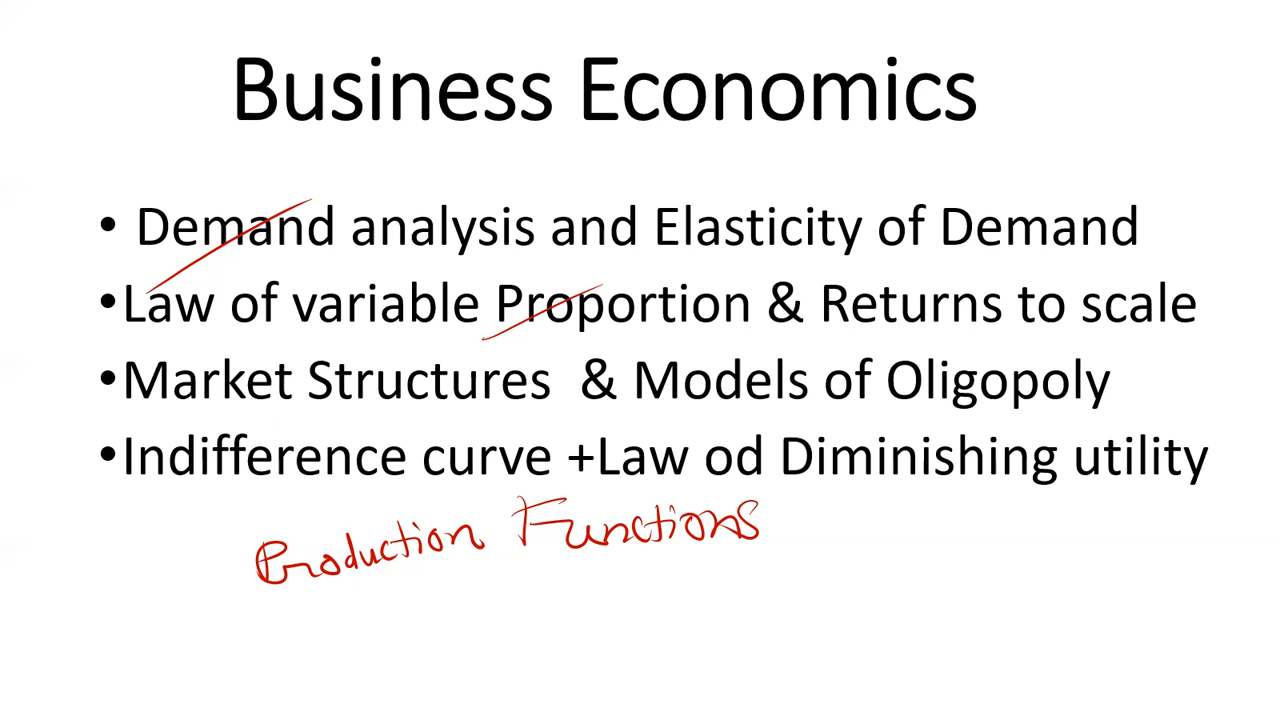 Business Economics
• Demand analysis and Elasticity of Demand
•Law of variable Proportion & Returns to scale
•Market Structures & Models of Oligopoly
•Indifference curve +Law od Diminishing utility
Production Functions